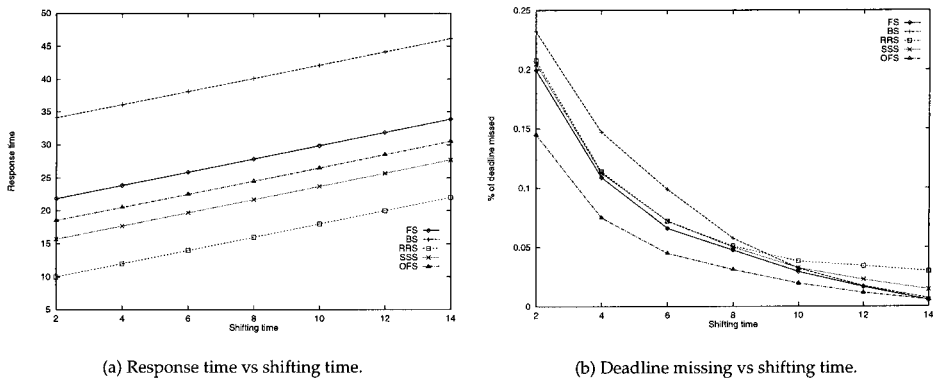 50
45
40
35
30
25
20
15
10
5
Response time
FS
BS
RRS
SSS
OFS
2 4 6 8 10 12 14
Shifting time
(a) Response time vs shifting time.
0.25
0.2
0.15
0.1
0.05
0
% of deadline missed
FS
BS
RRS
SSS
OFS
2 4 6 8 10 12 14
Shifting time
(b) Deadline missing vs shifting time.